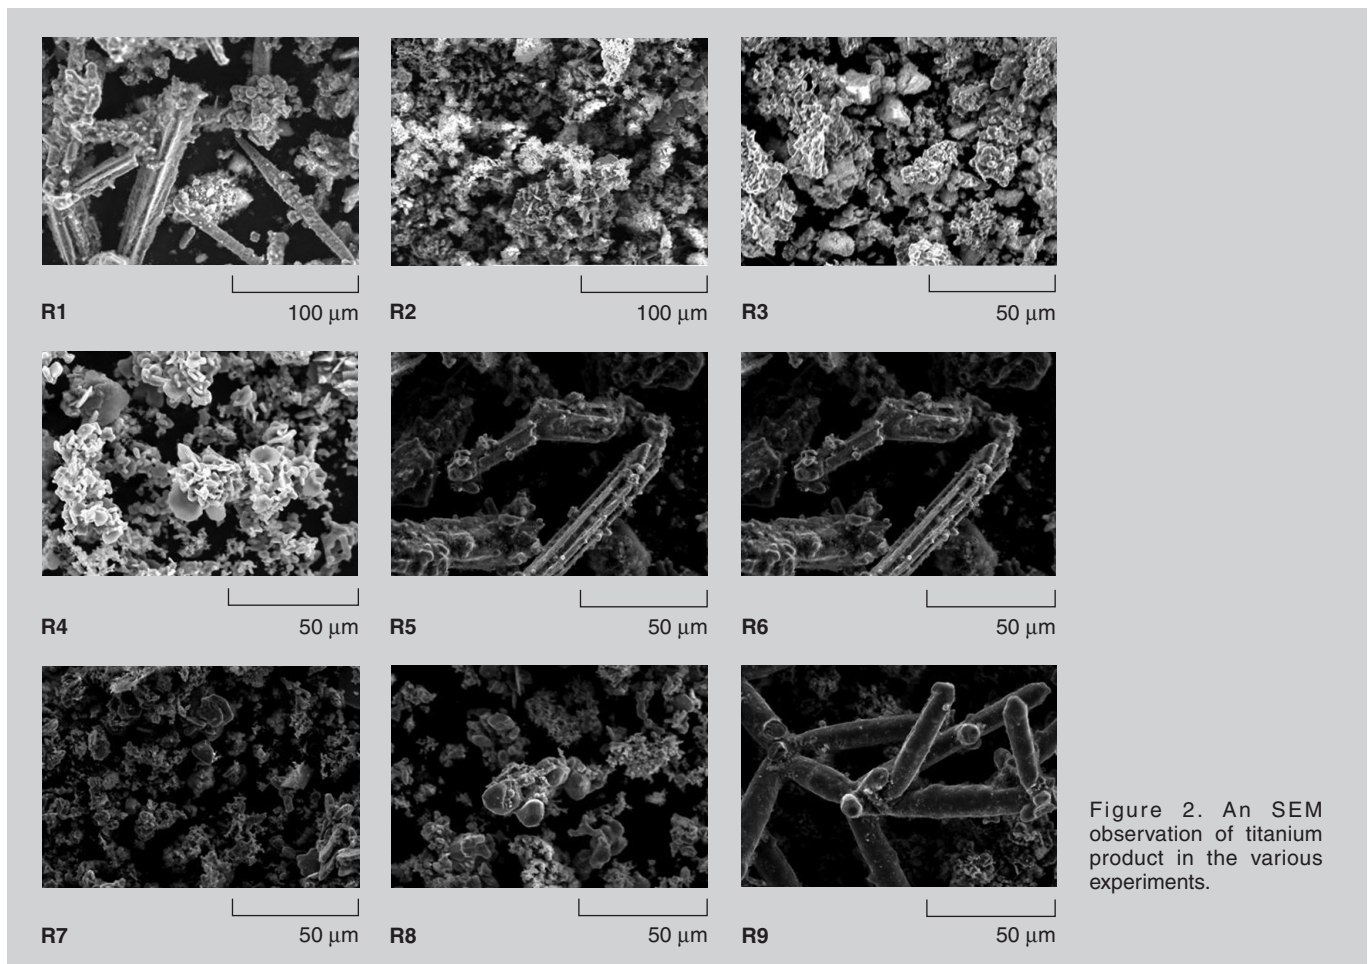 100 μm
100 μm
50 μm
R1
R2
R3
50 μm
50 μm
50 μm
R4
R5
R6
50 μm
50 μm
50 μm
R7
R8
R9
Figure 2. An SEM
observation of titanium
product in the various
experiments.